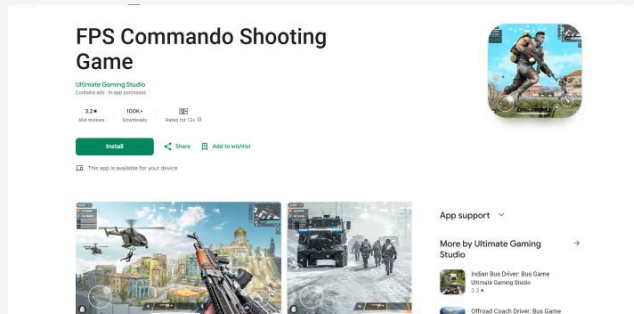 FPS Commando Shooting
Game
Ultimate Gaming Studio
Contains ads · In-app purchases
3.2★
100K+
Downloads
Rated for 12+
Install
Share
Add to wishlist
This app is available for your device
App support
More by Ultimate Gaming
Studio
Indian Bus Driver: Bus Game
Ultimate Gaming Studio
3.3 ★
Offroad Coach Driver: Bus Game